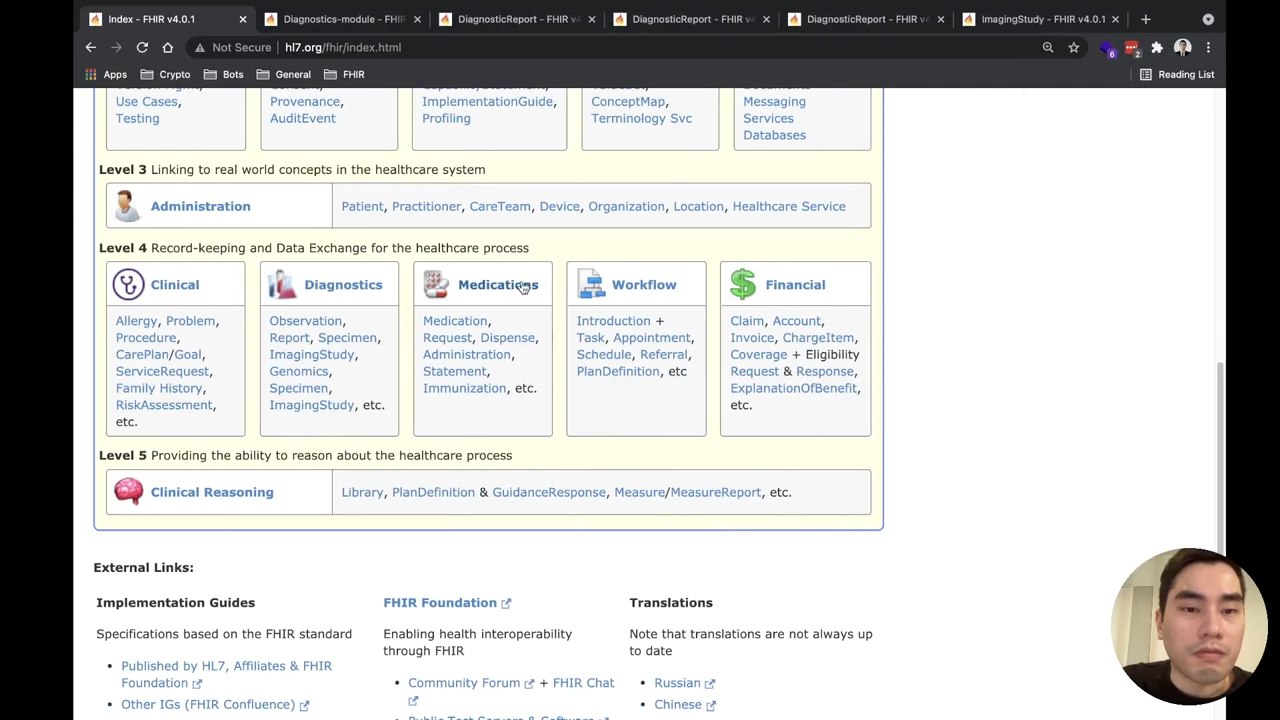 Index - FHIR v4.0.1
Diagnostics-module - FHIR
DiagnosticReport - FHIR v4
DiagnosticReport - FHIR v4
DiagnosticReport - FHIR v4
ImagingStudy - FHIR v4.0.1
Not Secure | hl7.org/fhir/index.html
6
2
Apps
Crypto
Bots
General
FHIR
Reading List
Use Cases,
Testing
Provenance,
AuditEvent
ImplementationGuide,
Profiling
ConceptMap,
Terminology Svc
Messaging
Services
Databases
Level 3 Linking to real world concepts in the healthcare system
Administration
Patient, Practitioner, CareTeam, Device, Organization, Location, Healthcare Service
Level 4 Record-keeping and Data Exchange for the healthcare process
Clinical
Allergy, Problem,
Procedure,
CarePlan/Goal,
ServiceRequest,
Family History,
RiskAssessment,
etc.
Diagnostics
Observation,
Report, Specimen,
ImagingStudy,
Genomics,
Specimen,
ImagingStudy, etc.
Medications
Medication,
Request, Dispense,
Administration,
Statement,
Immunization, etc.
Workflow
Introduction +
Task, Appointment,
Schedule, Referral,
PlanDefinition, etc
Financial
Claim, Account,
Invoice, ChargeItem,
Coverage + Eligibility
Request & Response,
ExplanationOfBenefit,
etc.
Level 5 Providing the ability to reason about the healthcare process
Clinical Reasoning
Library, PlanDefinition & GuidanceResponse, Measure/MeasureReport, etc.
External Links:
Implementation Guides
Specifications based on the FHIR standard
Published by HL7, Affiliates & FHIR
Foundation
Other IGs (FHIR Confluence)
FHIR Foundation
Enabling health interoperability
through FHIR
Community Forum + FHIR Chat
Public Test Servers & Software
Translations
Note that translations are not always up
to date
Russian
Chinese